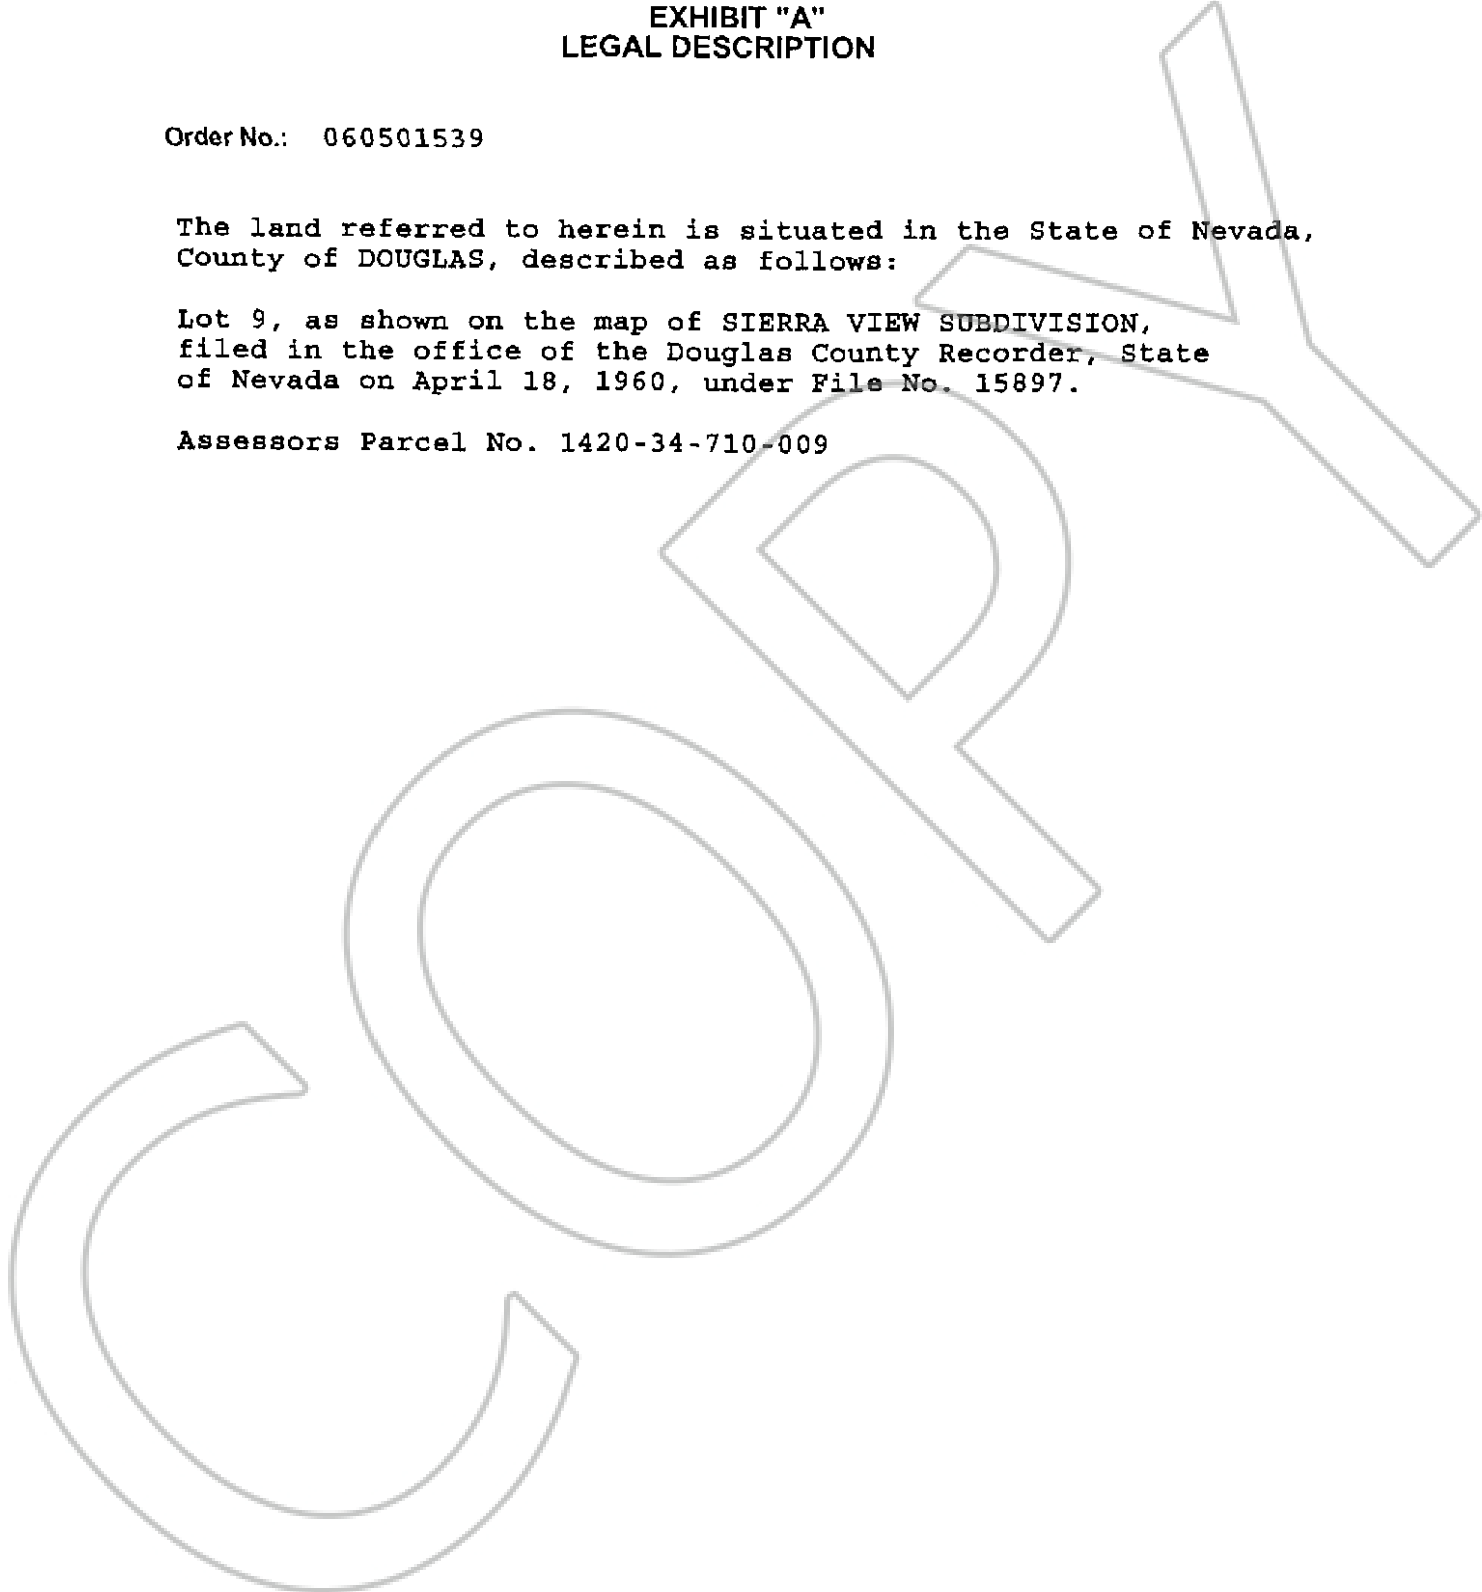 EXHIBIT "A"
LEGAL DESCRIPTION
Order No.: 060501539
The land referred to herein is situated in the State of Nevada,
County of DOUGLAS, described as follows:
Lot 9, as shown on the map of SIERRA VIEW SUBDIVISION,
filed in the office of the Douglas County Recorder, State
of Nevada on April 18, 1960, under File No. 15897.
Assessors Parcel No. 1420-34-710-009
COPY